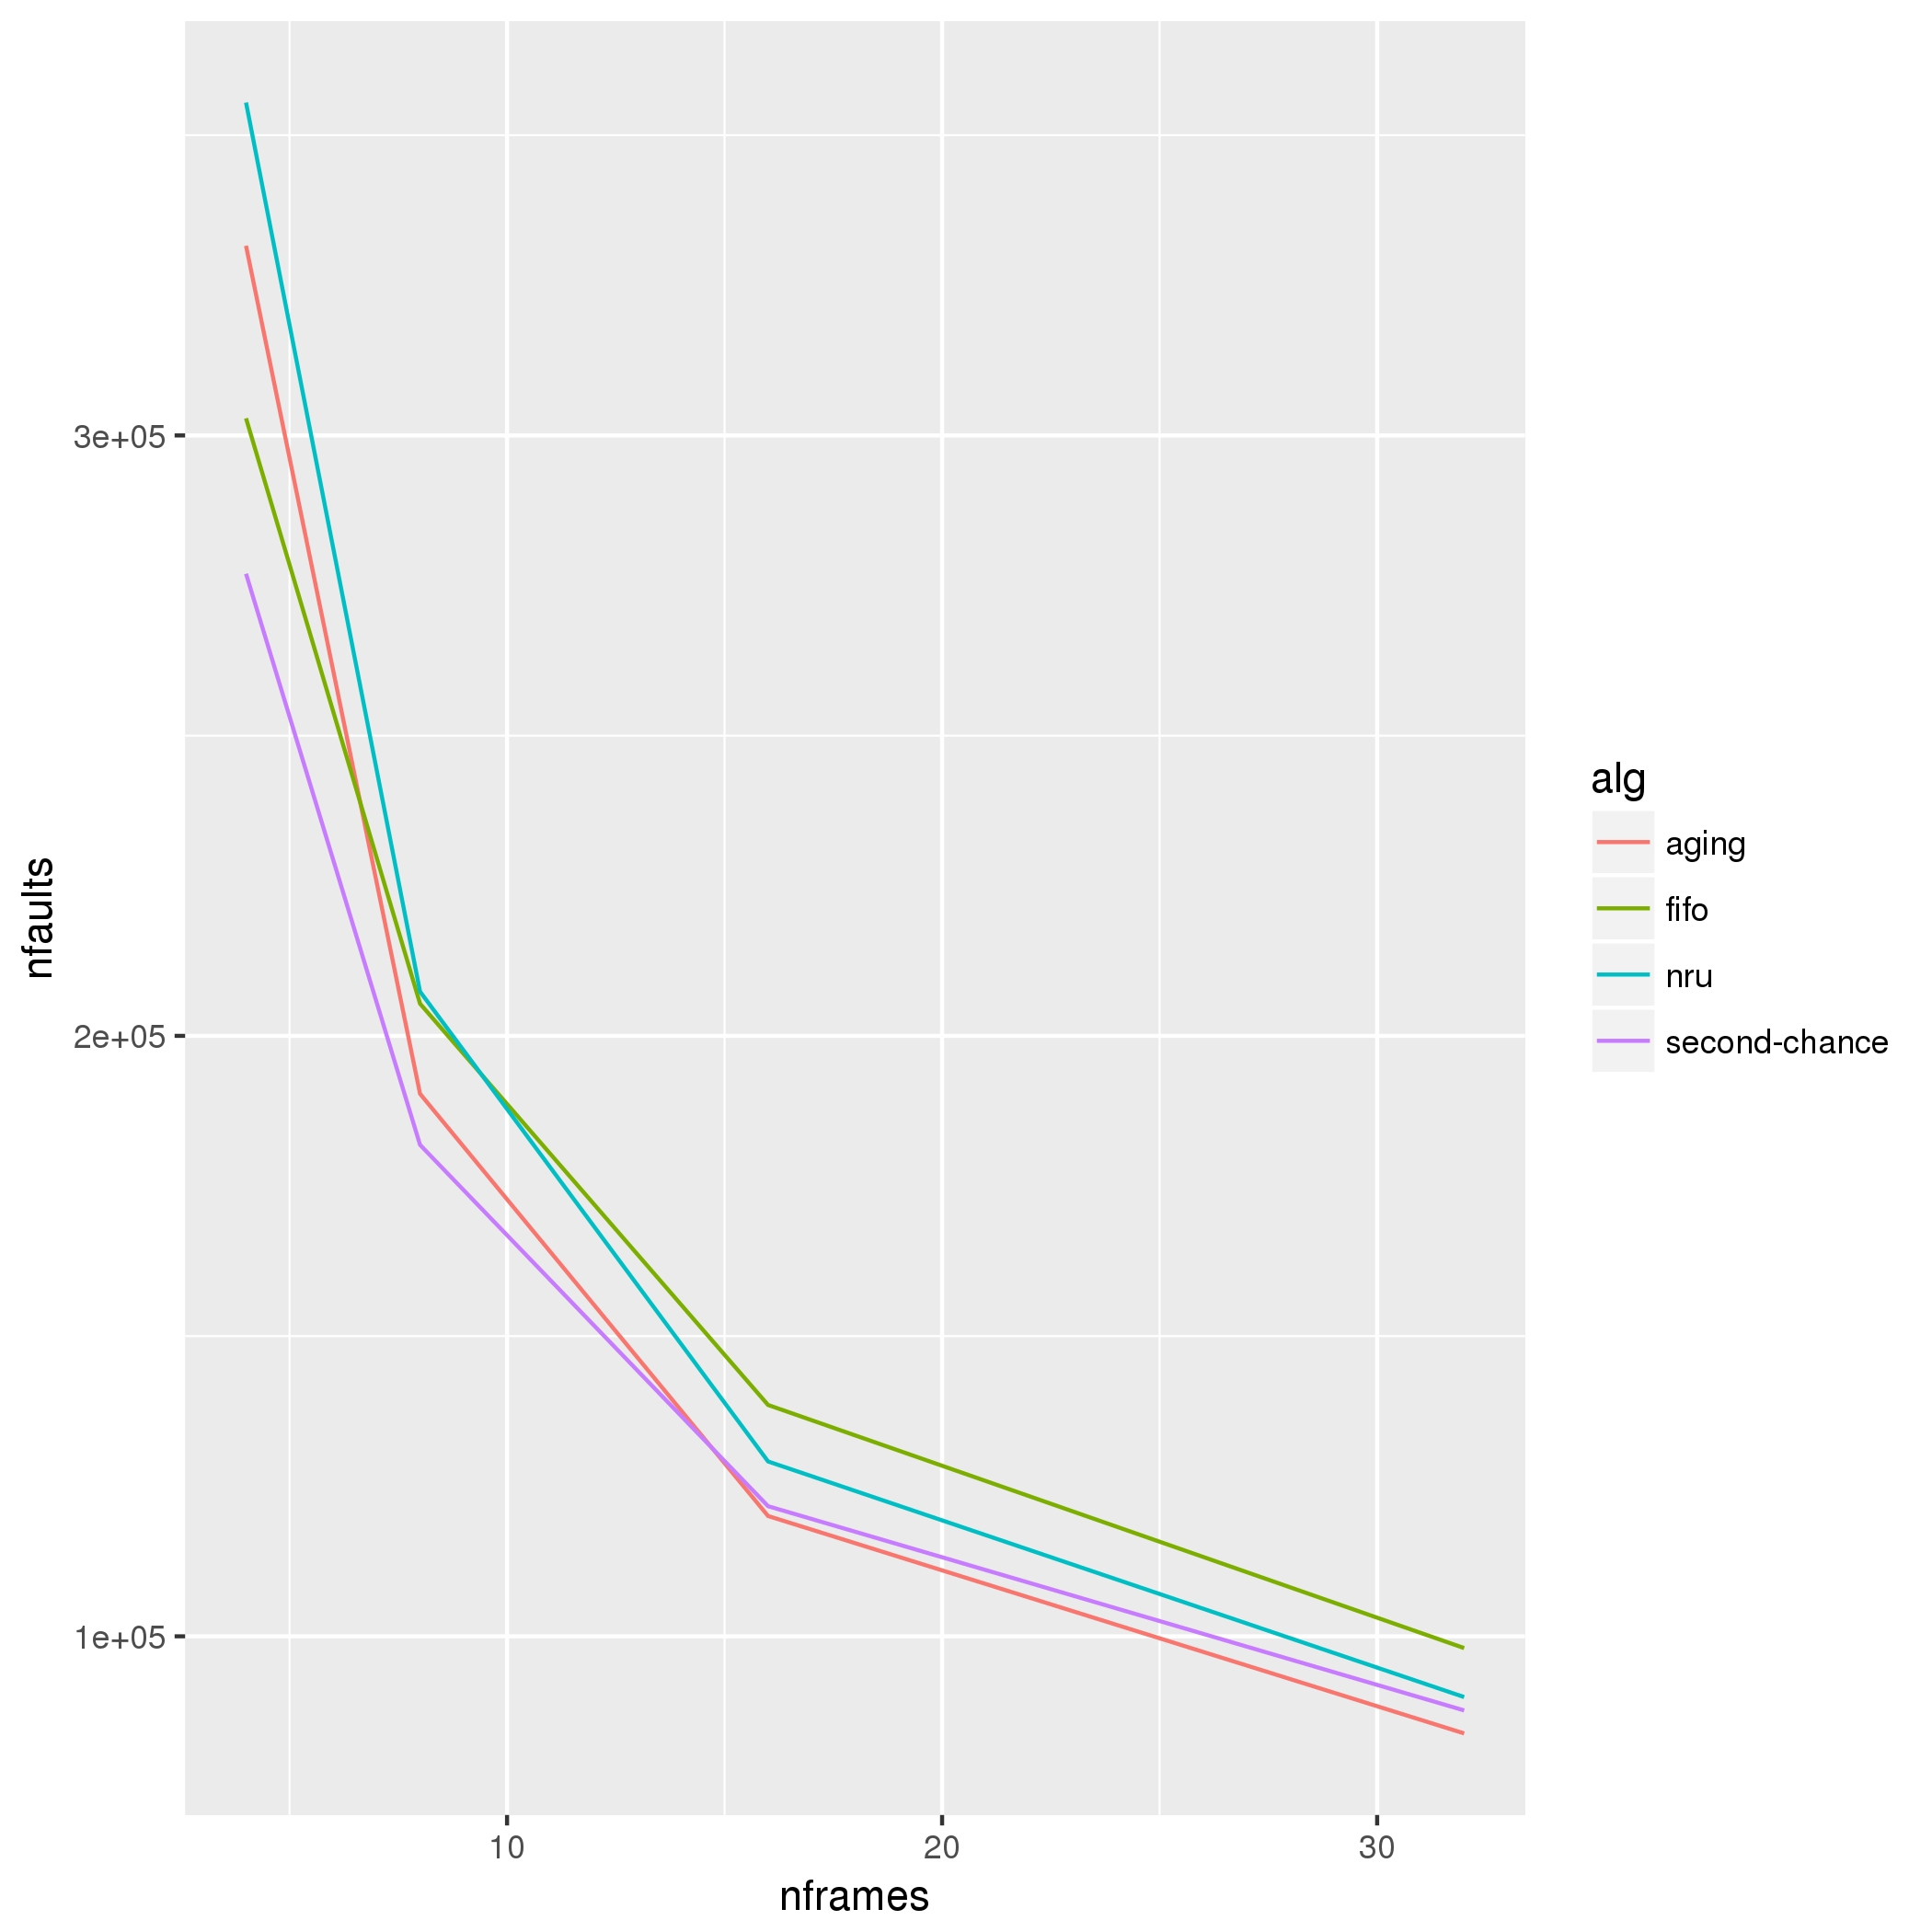 3e+05
2e+05
1e+05
nfaults
10
20
30
nframes
alg
aging
fifo
nru
second-chance